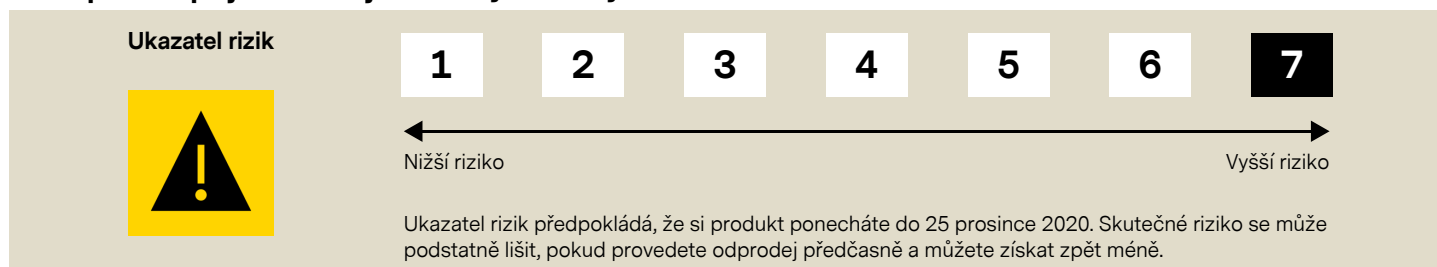 Ukazatel rizik
1 2 3 4 5 6 7
Nižší riziko
Vyšší riziko
Ukazatel rizik předpokládá, že si produkt ponecháte do 25 prosince 2020. Skutečné riziko se může
podstatně lišit, pokud provedete odprodej předčasně a můžete získat zpět méně.